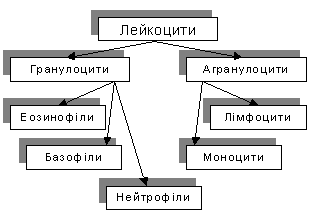 Лейкоцити
Гранулоцити
Агранулоцити
Еозинофіли
Лімфоцити
Базофіли
Моноцити
Нейтрофіли